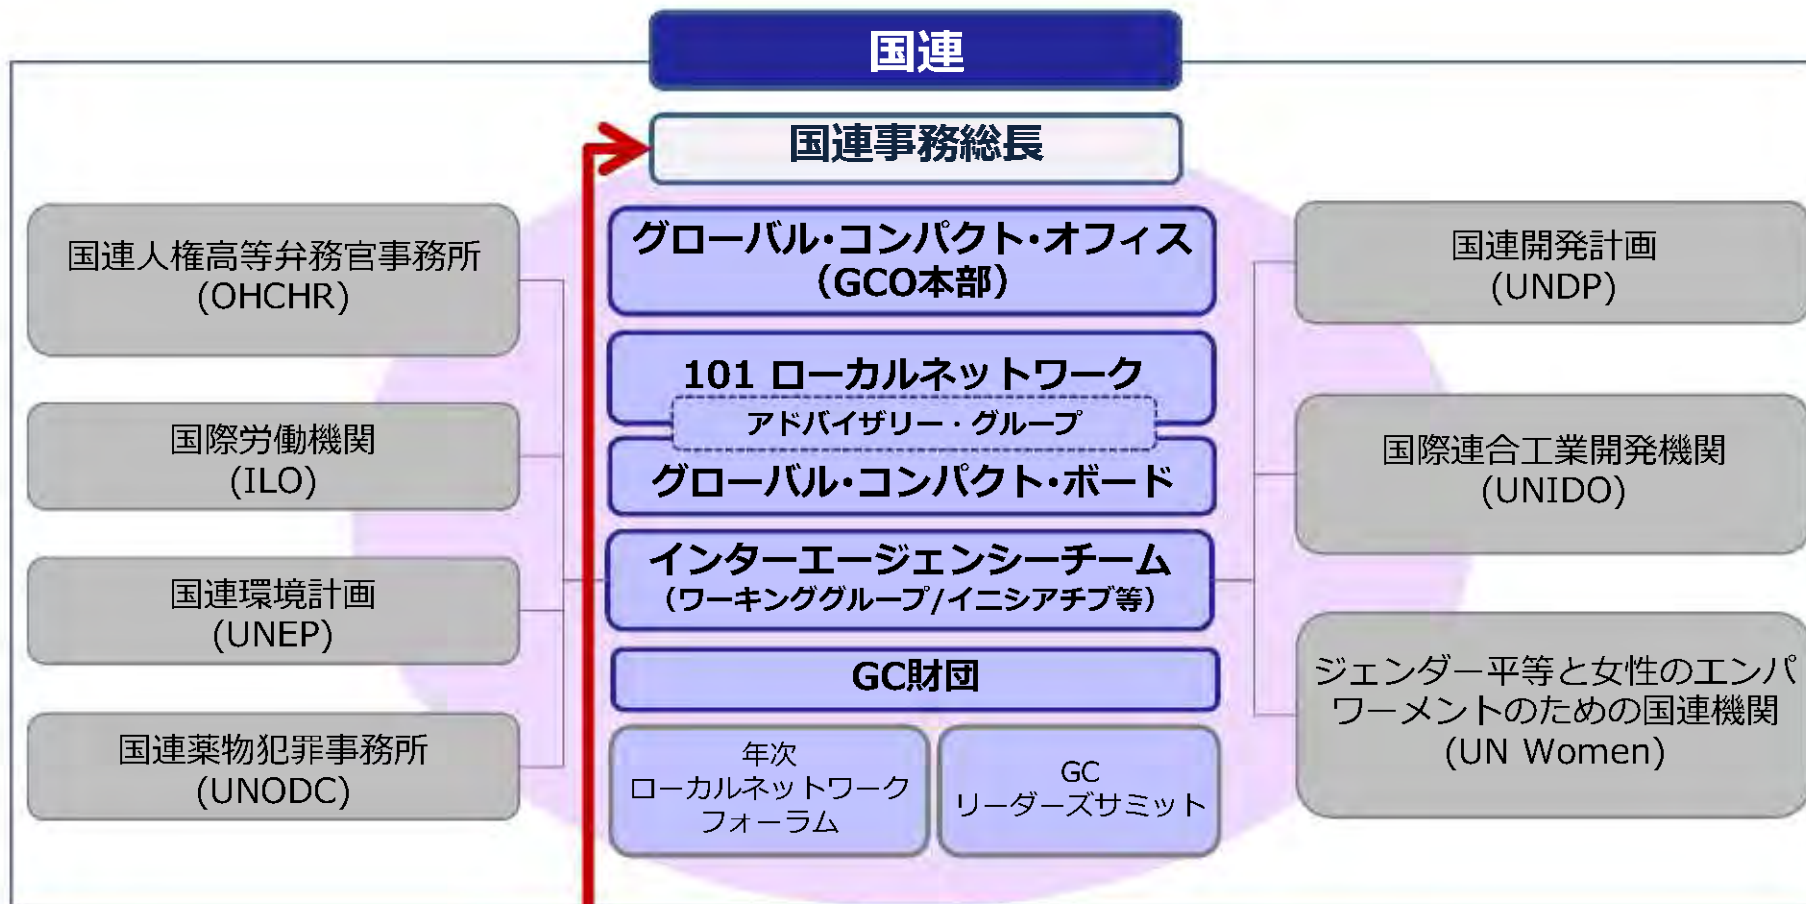 国連
国連事務総長
国連人権高等弁務官事務所
(OHCHR)
国際労働機関
(ILO)
国連環境計画
(UNEP)
国連薬物犯罪事務所
(UNODC)
グローバル・コンパクト・オフィス
（GCO本部）
101 ローカルネットワーク
アドバイザリー・グループ
グローバル・コンパクト・ボード
インターエージェンシーチーム
（ワーキンググループ/イニシアチブ等）
GC財団
年次
ローカルネットワーク
フォーラム
GC
リーダーズサミット
国連開発計画
(UNDP)
国際連合工業開発機関
(UNIDO)
ジェンダー平等と女性のエンパ
ワーメントのための国連機関
(UN Women)